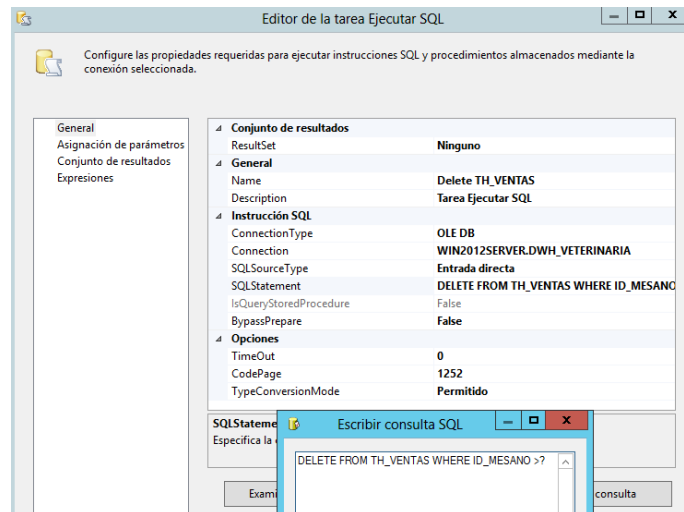 Editor de la tarea Ejecutar SQL
Configure las propiedades requeridas para ejecutar instrucciones SQL y procedimientos almacenados mediante la
conexión seleccionada.
General
Asignación de parámetros
Conjunto de resultados
Expresiones
Conjunto de resultados
ResultSet Ninguno
General
Name Delete TH_VENTAS
Description Tarea Ejecutar SQL
Instrucción SQL
ConnectionType OLE DB
Connection WIN2012SERVER.DWH_VETERINARIA
SQLSourceType Entrada directa
SQLStatement DELETE FROM TH_VENTAS WHERE ID_MESANO
IsQueryStoredProcedure False
BypassPrepare False
Opciones
TimeOut 0
CodePage 1252
TypeConversionMode Permitido
SQLStateme
Especifica la
Escribir consulta SQL
DELETE FROM TH_VENTAS WHERE ID_MESANO >?
Exami
consulta